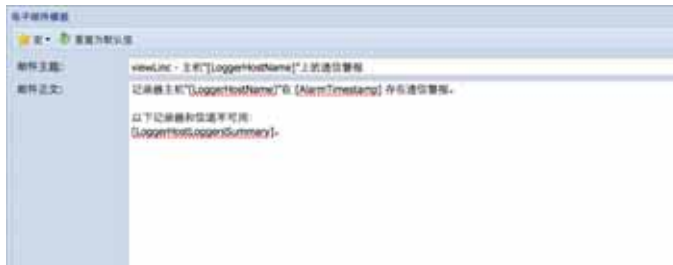 电子邮件模板
宏 重置为默认值
邮件主题: viewLinc - 主机"[LoggerHostName]"上的通信警报
邮件正文: 记录器主机"[LoggerHostName]"在 [AlarmTimestamp] 存在通信警报。
以下记录器和信道不可用:
[LoggerHostLoggersSummary]。